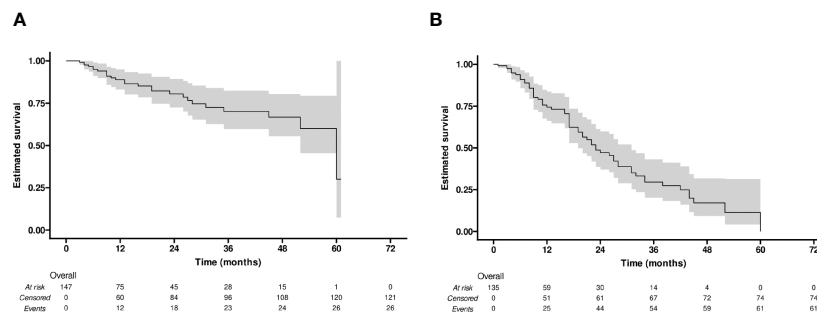 A
Estimated survival
1.00
0.75
0.50
0.25
0.00
0 12 24 36 48 60 72
Time (months)
Overall
At risk 147 75 45 28 15 1 0
Censored 0 60 84 96 108 120 121
Events 0 12 18 23 24 26 26
B
Estimated survival
1.00
0.75
0.50
0.25
0.00
0 12 24 36 48 60 72
Time (months)
Overall
At risk 135 59 30 14 4 0 0
Censored 0 51 61 67 72 74 74
Events 0 25 44 54 59 61 61